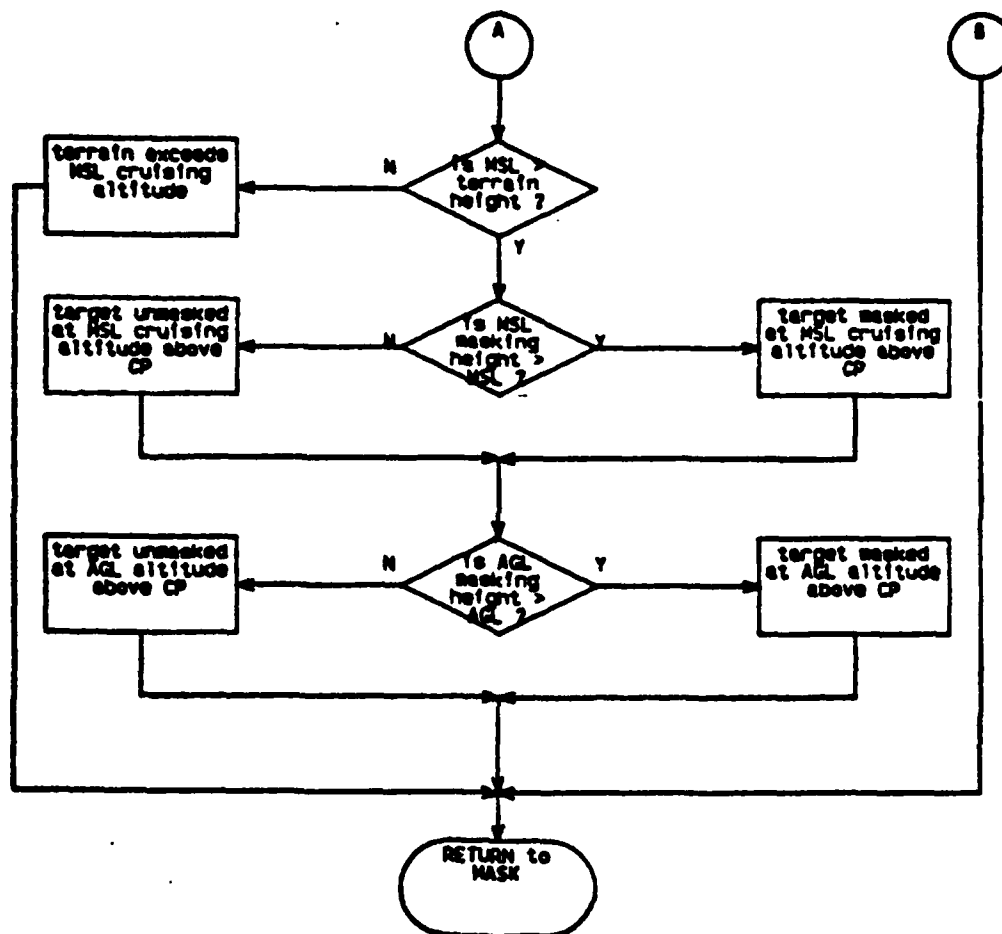 A
B
terrain exceeds
MSL cruising
altitude
N
is MSL >
terrain
height ?
Y
target unmasked
at MSL cruising
altitude above
CP
N
is MSL
masking
height >
MSL ?
Y
target masked
at MSL cruising
altitude above
CP
target unmasked
at AGL altitude
above CP
N
is AGL
masking
height >
AGL ?
Y
target masked
at AGL altitude
above CP
RETURN to
MASK